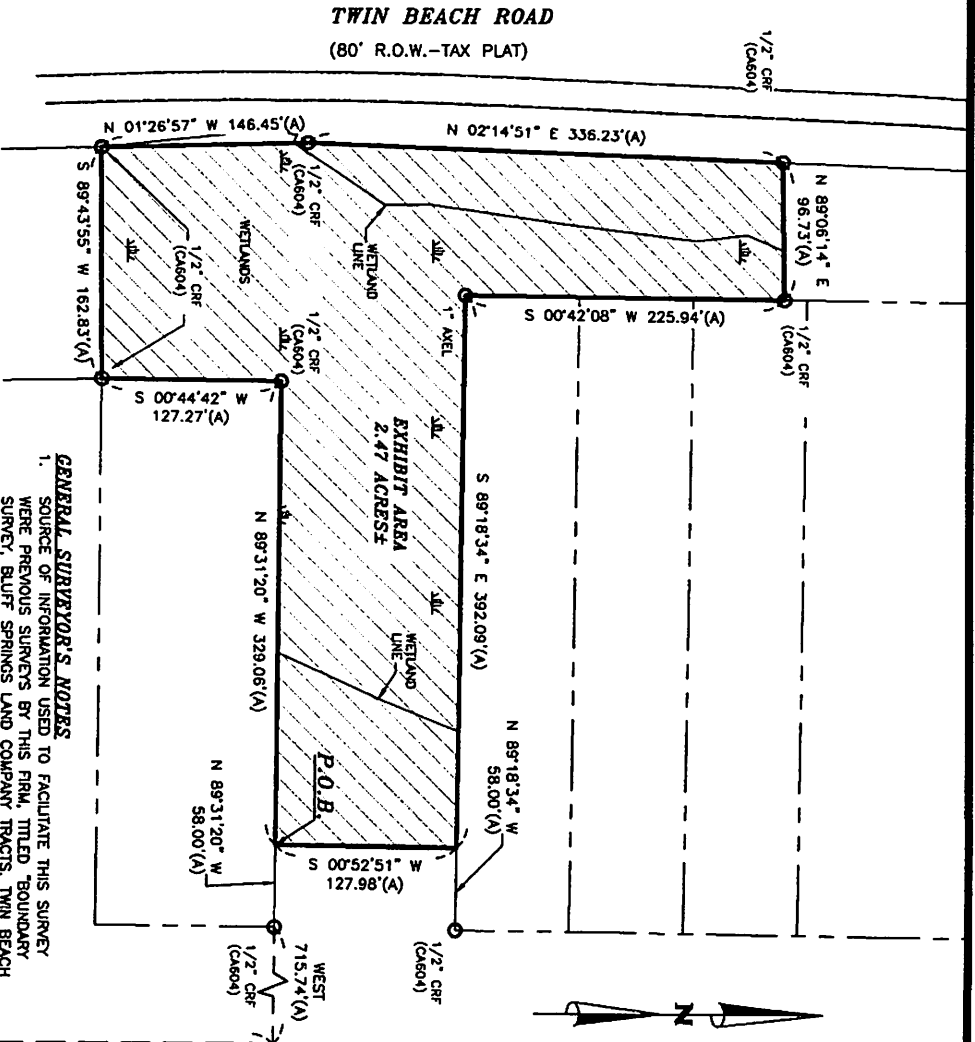 TWIN BEACH ROAD
(80' R.O.W.-TAX PLAT)
1/2" CRF
(CA604)
N 01°26'57" W 146.45'(A)
N 02°14'51" E 336.23'(A)
N 89°06'14" E
96.73'(A)
1/2" CRF
(CA604)
WETLAND
LINE
S 89°43'55" W 162.83'(A)
WETLANDS
1/2" CRF
(CA604)
1/2" CRF
(CA604)
1" AXEL
S 00°42'08" W 225.94'(A)
1/2" CRF
(CA604)
S 00°44'42" W
127.27'(A)
EXHIBIT AREA
2.47 ACRES±
S 89°18'34" E 392.09'(A)
N 89°31'20" W 329.06'(A)
WETLAND
LINE
P.O.B.
N 89°18'34" W
58.00'(A)
N 89°31'20" W
58.00'(A)
S 00°52'51" W
127.98'(A)
1/2" CRF
(CA604)
WEST
715.74'(A)
1/2" CRF
(CA604)
N
GENERAL SURVEYOR'S NOTES
1. SOURCE OF INFORMATION USED TO FACILITATE THIS SURVEY
WERE PREVIOUS SURVEYS BY THIS FIRM, TITLED "BOUNDARY
SURVEY, BLUFF SPRINGS LAND COMPANY TRACTS, TWIN BEACH